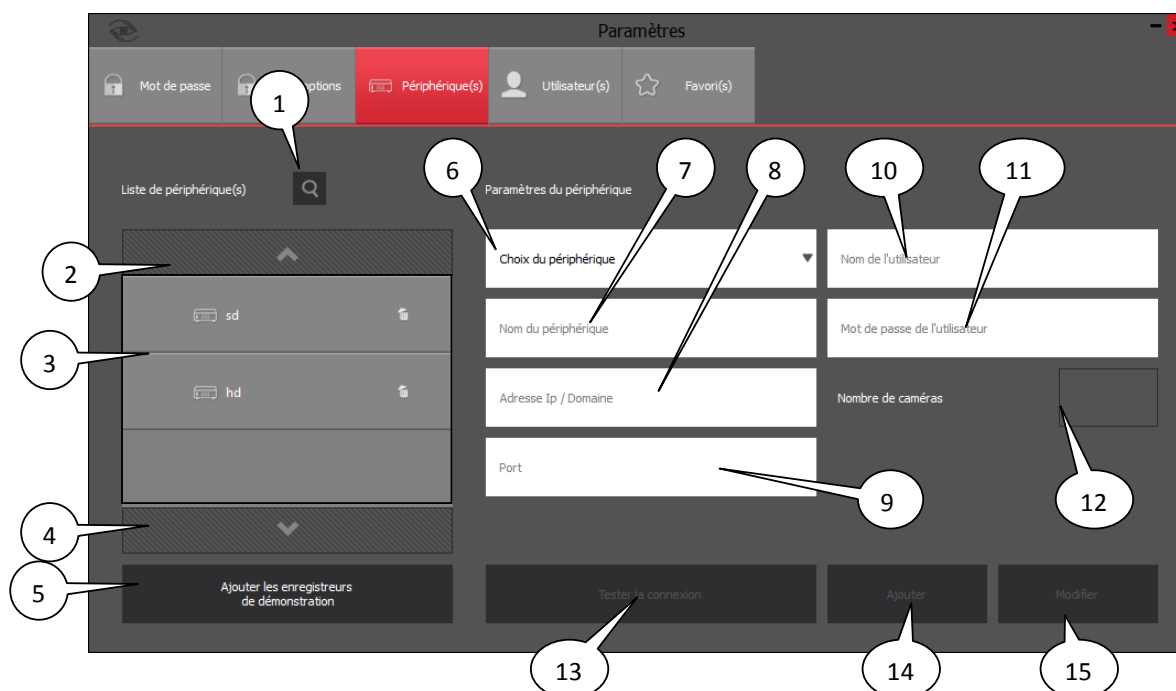 Paramètres
Mot de passe
ptions
Périphérique(s)
Utilisateur(s)
Favori(s)
1
Liste de périphérique(s)
6
Paramètres du périphérique
7
8
10
11
2
3
sd
hd
4
5
Ajouter les enregistreurs
de démonstration
Choix du périphérique
Nom du périphérique
Adresse Ip / Domaine
Port
9
Nom de l'utilisateur
Mot de passe de l'utilisateur
Nombre de caméras
12
Tester la connexion
Ajouter
Modifier
13
14
15